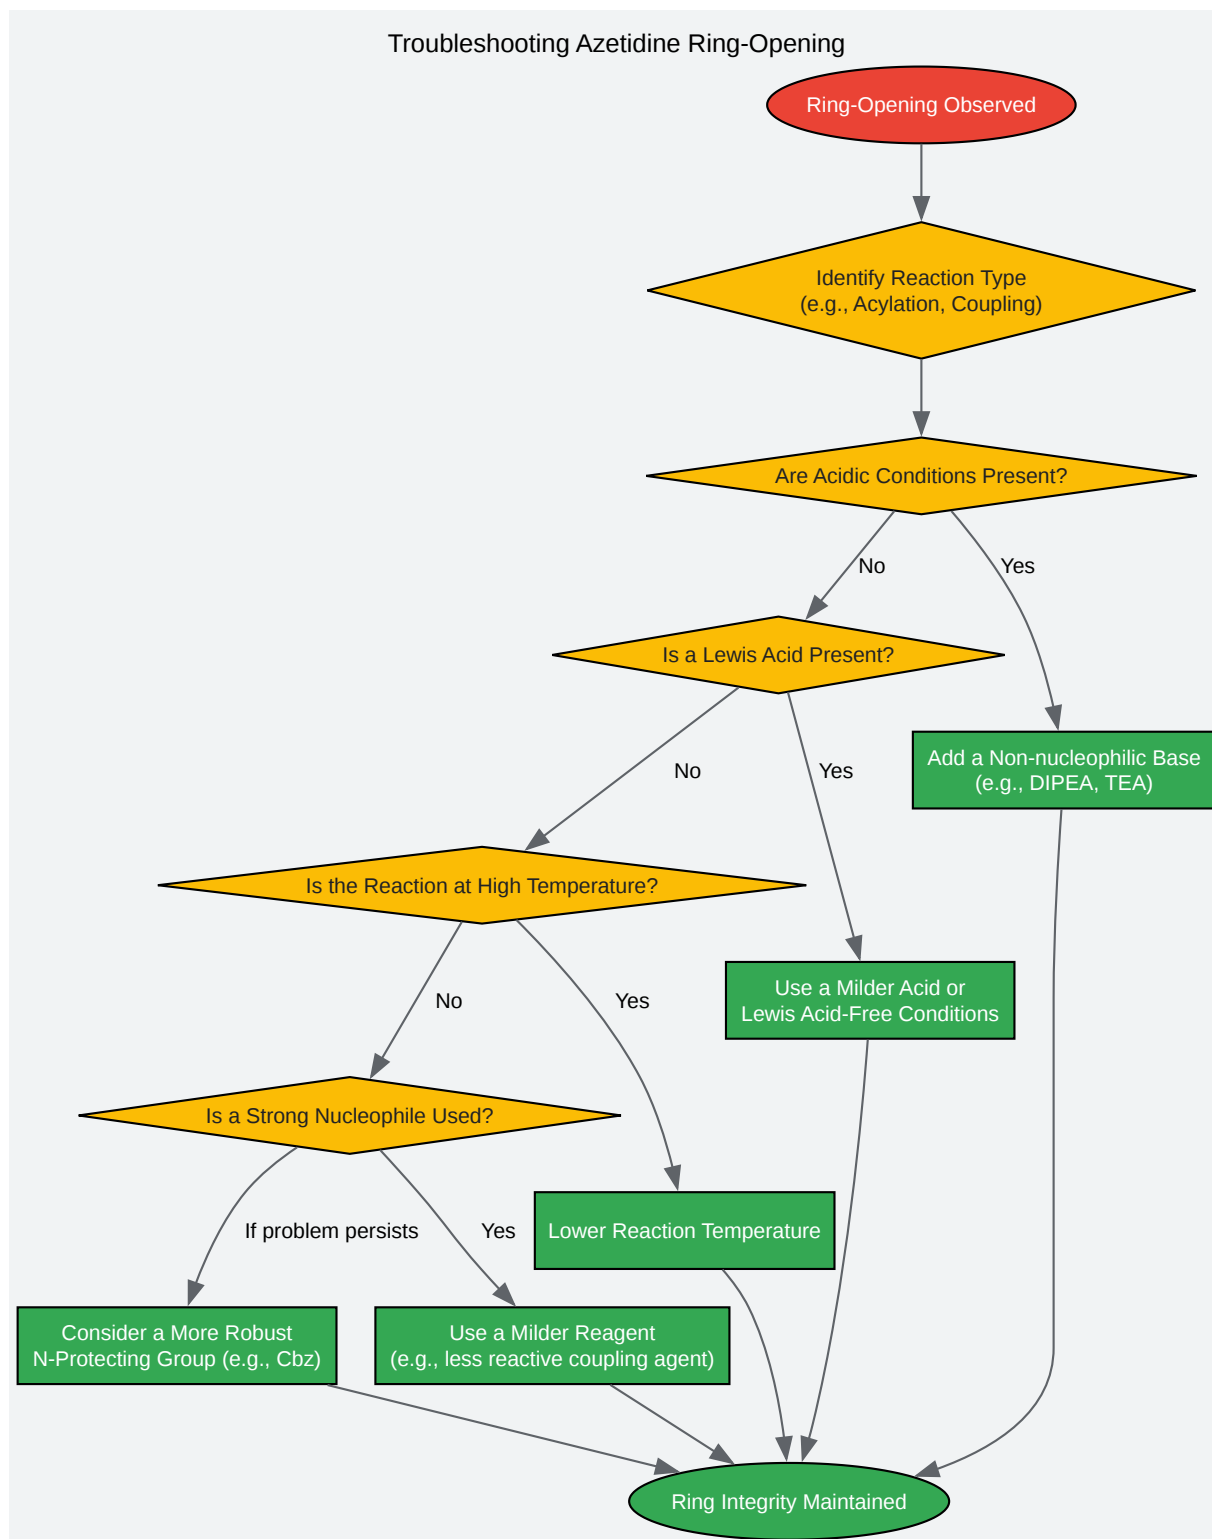 Troubleshooting Azetidine Ring-Opening
Ring-Opening Observed
Identify Reaction Type
(e.g., Acylation, Coupling)
Are Acidic Conditions Present?
No
Yes
Is a Lewis Acid Present?
No
Yes
Add a Non-nucleophilic Base
(e.g., DIPEA, TEA)
Is the Reaction at High Temperature?
No
Yes
Use a Milder Acid or
Lewis Acid-Free Conditions
Is a Strong Nucleophile Used?
If problem persists
Yes
Lower Reaction Temperature
Consider a More Robust
N-Protecting Group (e.g., Cbz)
Use a Milder Reagent
(e.g., less reactive coupling agent)
Ring Integrity Maintained